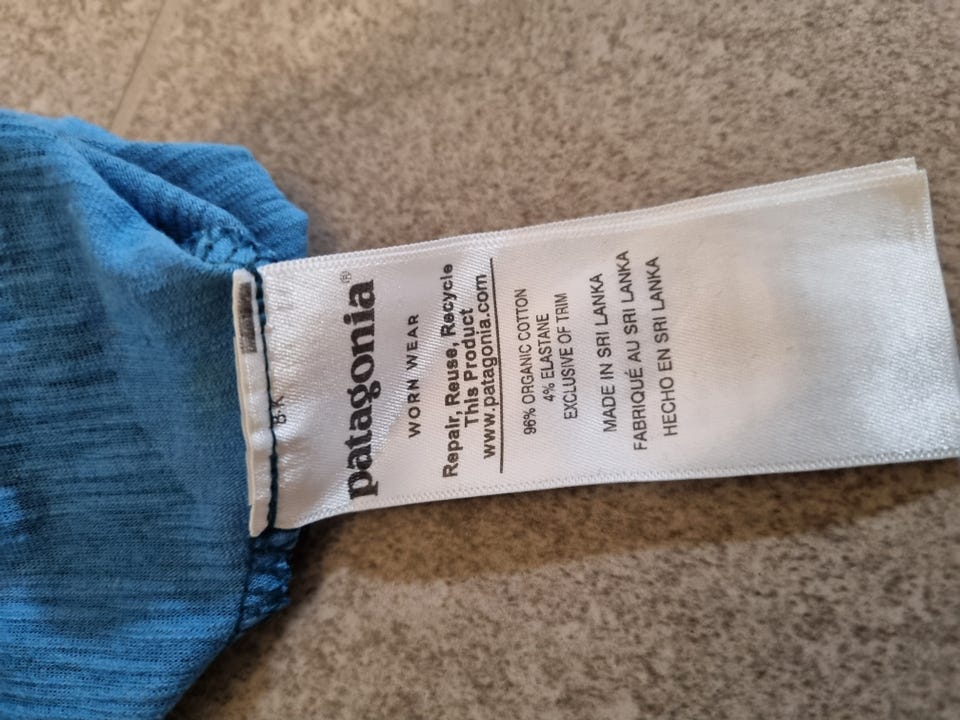 patagonia®
WORN WEAR
Repair, Reuse, Recycle
This Product
www.patagonia.com
96% ORGANIC COTTON
4% ELASTANE
EXCLUSIVE OF TRIM
MADE IN SRI LANKA
FABRIQUÉ AU SRI LANKA
HECHO EN SRI LANKA